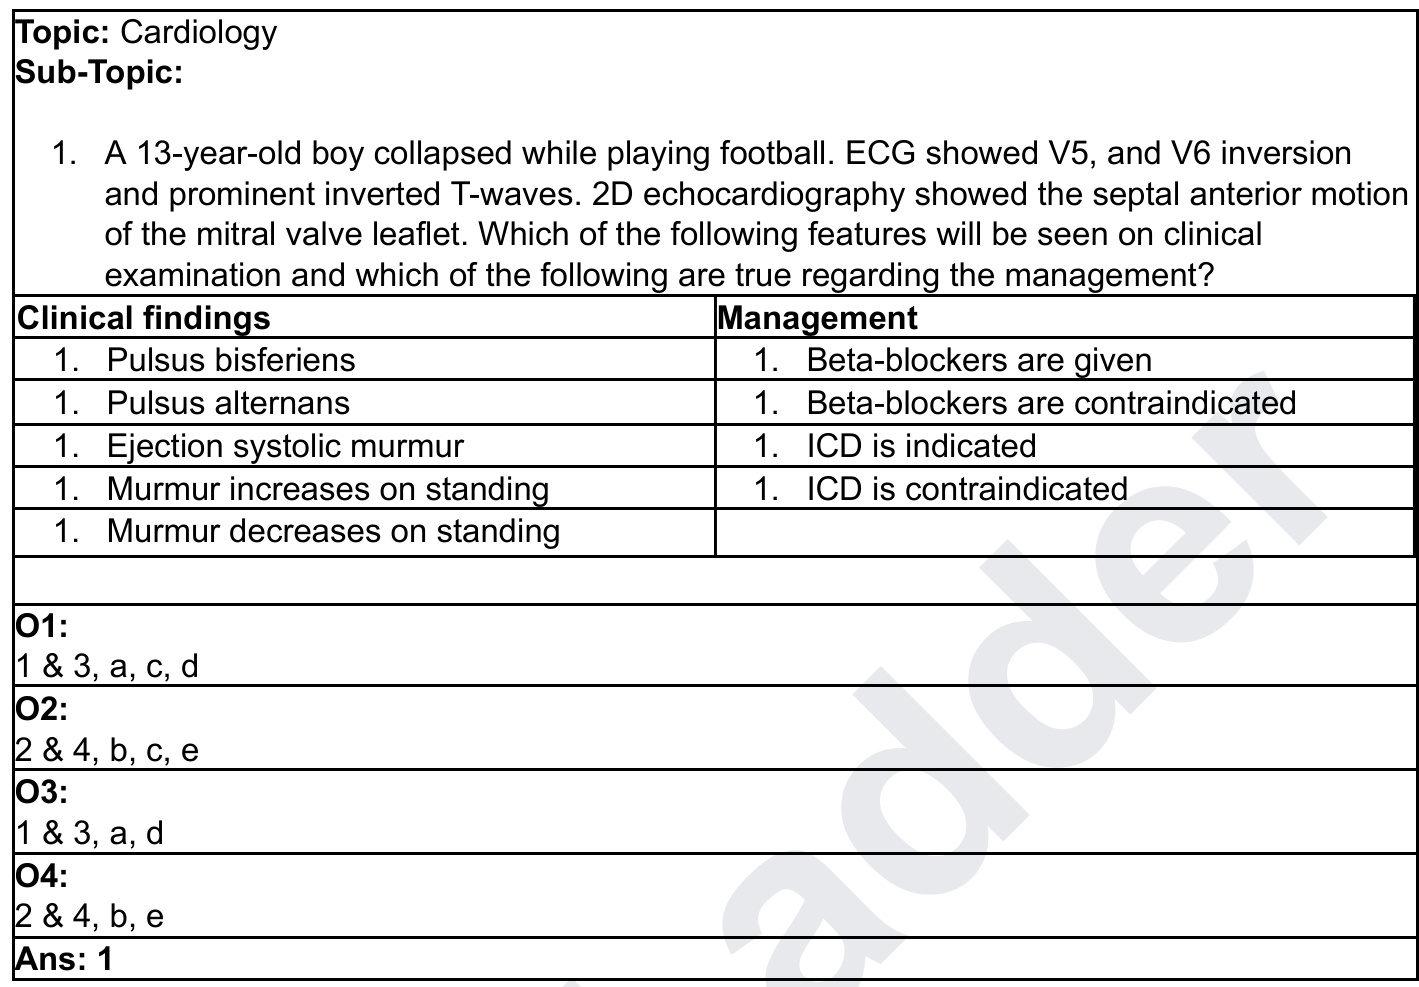 Topic: Cardiology
Sub-Topic:
1. A 13-year-old boy collapsed while playing football. ECG showed V5, and V6 inversion
and prominent inverted T-waves. 2D echocardiography showed the septal anterior motion
of the mitral valve leaflet. Which of the following features will be seen on clinical
examination and which of the following are true regarding the management?
Clinical findings Management
1. Pulsus bisferiens 1. Beta-blockers are given
1. Pulsus alternans 1. Beta-blockers are contraindicated
1. Ejection systolic murmur 1. ICD is indicated
1. Murmur increases on standing 1. ICD is contraindicated
1. Murmur decreases on standing
O1:
1 & 3, a, c, d
O2:
2 & 4, b, c, e
O3:
1 & 3, a, d
O4:
2 & 4, b, e
Ans: 1
adder